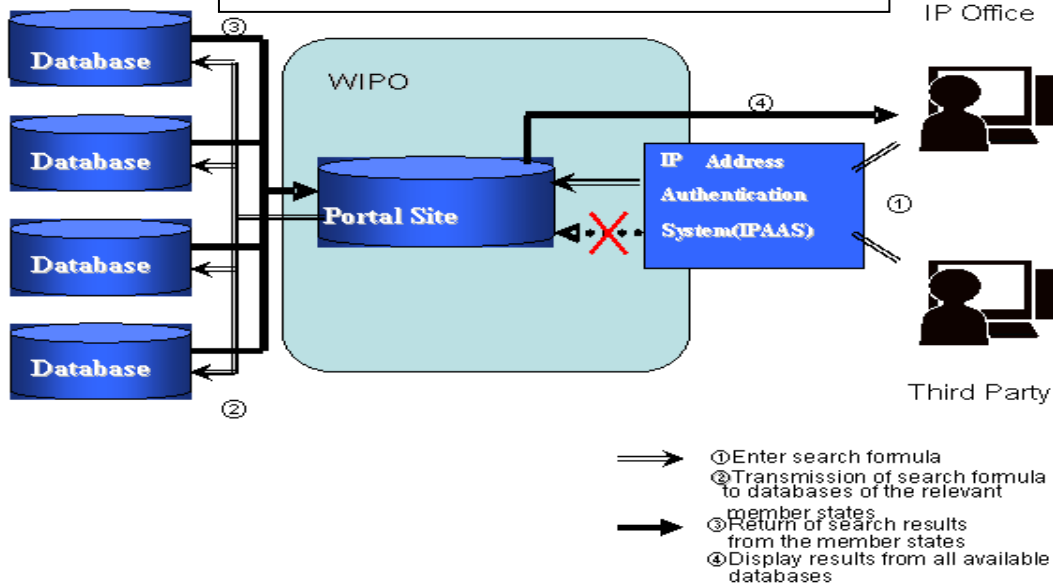 IP Office
③
Database
WIPO
④
Database
IP Address
Authentication
System(IPAAS)
①
Portal Site
Database
Database
②
Third Party
①Enter search formula
②Transmission of search formula
to databases of the relevant
member states
③Return of search results
from the member states
④Display results from all available
databases